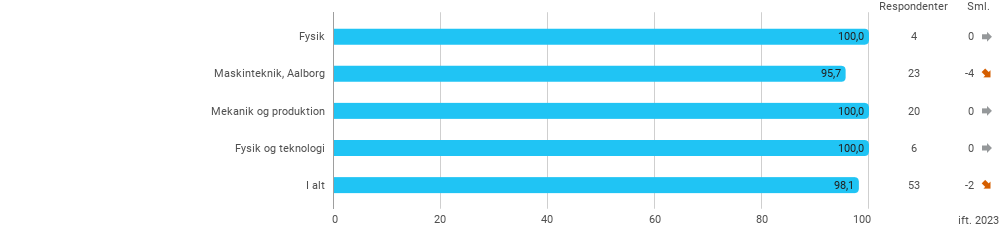 Respondenter Sml.
Fysik 100,0 4 0
Maskinteknik, Aalborg 95,7 23 -4
Mekanik og produktion 100,0 20 0
Fysik og teknologi 100,0 6 0
I alt 98,1 53 -2
0 20 40 60 80 100 ift. 2023